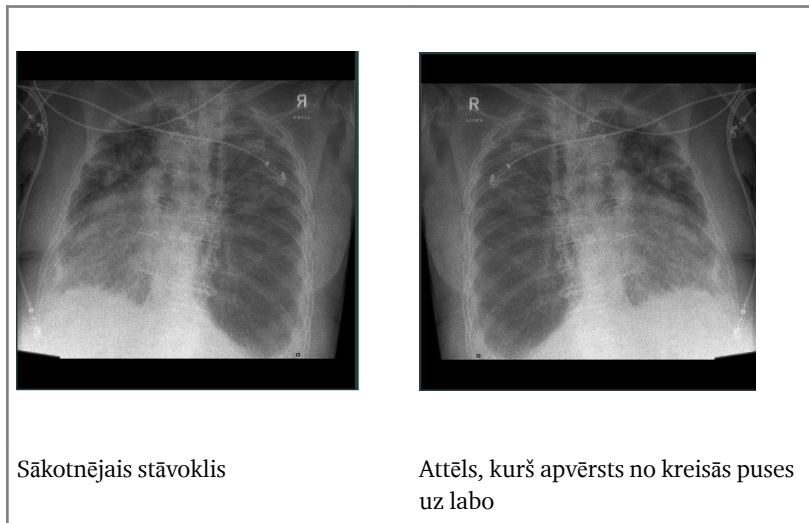 R
R
Sākotnējais stāvoklis
Attēls, kurš apvērsts no kreisās puses
uz labo